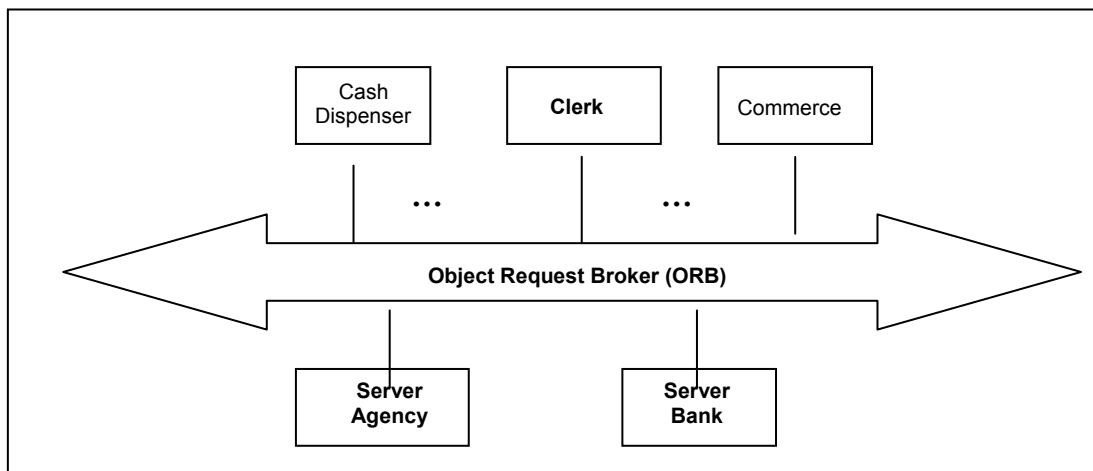 Cash
Dispenser
Clerk
Commerce
...
...
Object Request Broker (ORB)
Server
Agency
Server
Bank